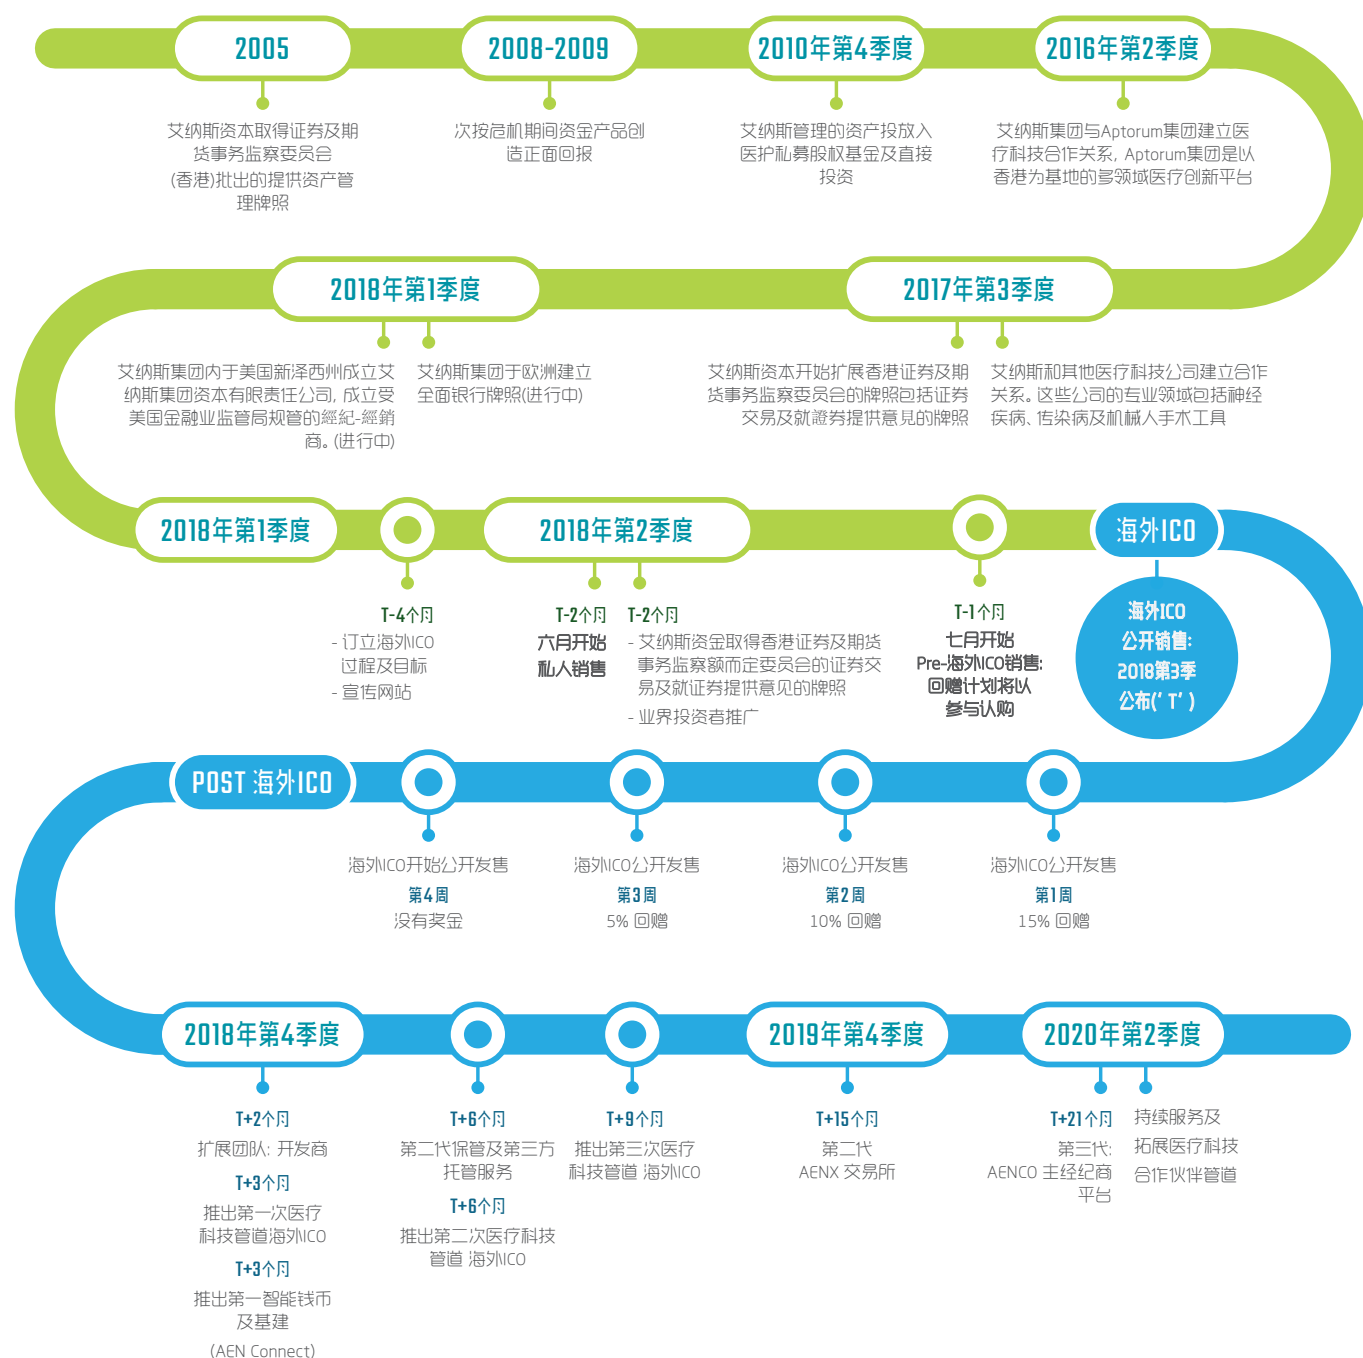 2005
2008-2009
2010年第4季度
2016年第2季度
艾纳斯资本取得证券及期
货事务监察委员会
(香港)批出的提供资产管
理牌照
次按危机期间资金产品创
造正面回报
艾纳斯管理的资产投放入
医护私募股权基金及直接
投资
艾纳斯集团与Aptorum集团建立医
疗科技合作关系, Aptorum集团是以
香港为基地的多领域医疗创新平台
2018年第1季度
2017年第3季度
艾纳斯集团内于美国新泽西州成立艾
纳斯集团资本有限责任公司, 成立受
美国金融业监管局规管的經紀-經銷
商。(进行中)
艾纳斯集团于欧洲建立
全面银行牌照(进行中)
艾纳斯资本开始扩展香港证券及期
货事务监察委员会的牌照包括证券
交易及就證券提供意見的牌照
艾纳斯和其他医疗科技公司建立合作
关系。这些公司的专业领域包括神经
疾病、传染病及机械人手术工具
2018年第1季度
2018年第2季度
海外ICO
T-4个月
- 订立海外ICO
过程及目标
- 宣传网站
T-2个月
六月开始
私人销售
T-2个月
- 艾纳斯资金取得香港证券及期货
事务监察额而定委员会的证券交
易及就证券提供意见的牌照
- 业界投资者推广
T-1个月
七月开始
Pre-海外ICO销售:
回赠计划将以
参与认购
海外ICO
公开销售:
2018第3季
公布(' T' )
POST 海外ICO
海外ICO开始公开发售
第4周
没有奖金
海外ICO公开发售
第3周
5% 回赠
海外ICO公开发售
第2周
10% 回赠
海外ICO公开发售
第1周
15% 回赠
2018年第4季度
2019年第4季度
2020年第2季度
T+2个月
扩展团队: 开发商
T+3个月
推出第一次医疗
科技管道海外ICO
T+3个月
推出第一智能钱币
及基建
(AEN Connect)
T+6个月
第二代保管及第三方
托管服务
T+6个月
推出第二次医疗科技
管道 海外ICO
T+9个月
推出第三次医疗
科技管道 海外ICO
T+15个月
第二代
AENX 交易所
T+21个月
第三代:
AENCO 主经纪商
平台
持续服务及
拓展医疗科技
合作伙伴管道